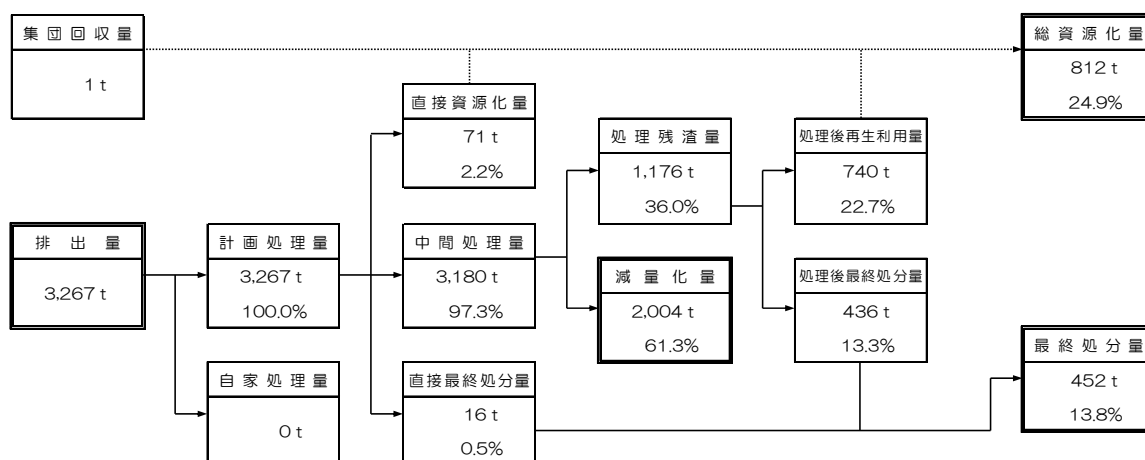 集団回収量
1 t
総資源化量
812 t
24.9%
直接資源化量
71 t
2.2%
処理残渣量
1,176 t
36.0%
処理後再生利用量
740 t
22.7%
排出量
3,267 t
計画処理量
3,267 t
100.0%
中間処理量
3,180 t
97.3%
減量化量
2,004 t
61.3%
処理後最終処分量
436 t
13.3%
自家処理量
0 t
直接最終処分量
16 t
0.5%
最終処分量
452 t
13.8%